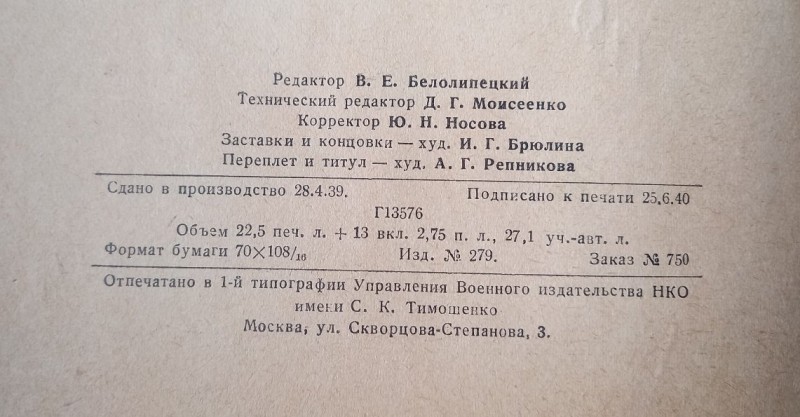 Редактор В. Е. Белолипецкий
Технический редактор Д. Г. Моисеенко
Корректор Ю. Н. Носова
Заставки и концовки — худ. И. Г. Брюлина
Переплет и титул — худ. А. Г. Репникова
Сдано в производство 28.4.39. Подписано к печати 25.6.40
Г13576
Объем 22,5 печ. л. + 13 вкл. 2,75 п. л., 27,1 уч.-авт. л.
Формат бумаги 70×108/16 Изд. № 279. Заказ № 750
Отпечатано в 1-й типографии Управления Военного издательства НКО
имени С. К. Тимошенко
Москва, ул. Скворцова-Степанова, 3.